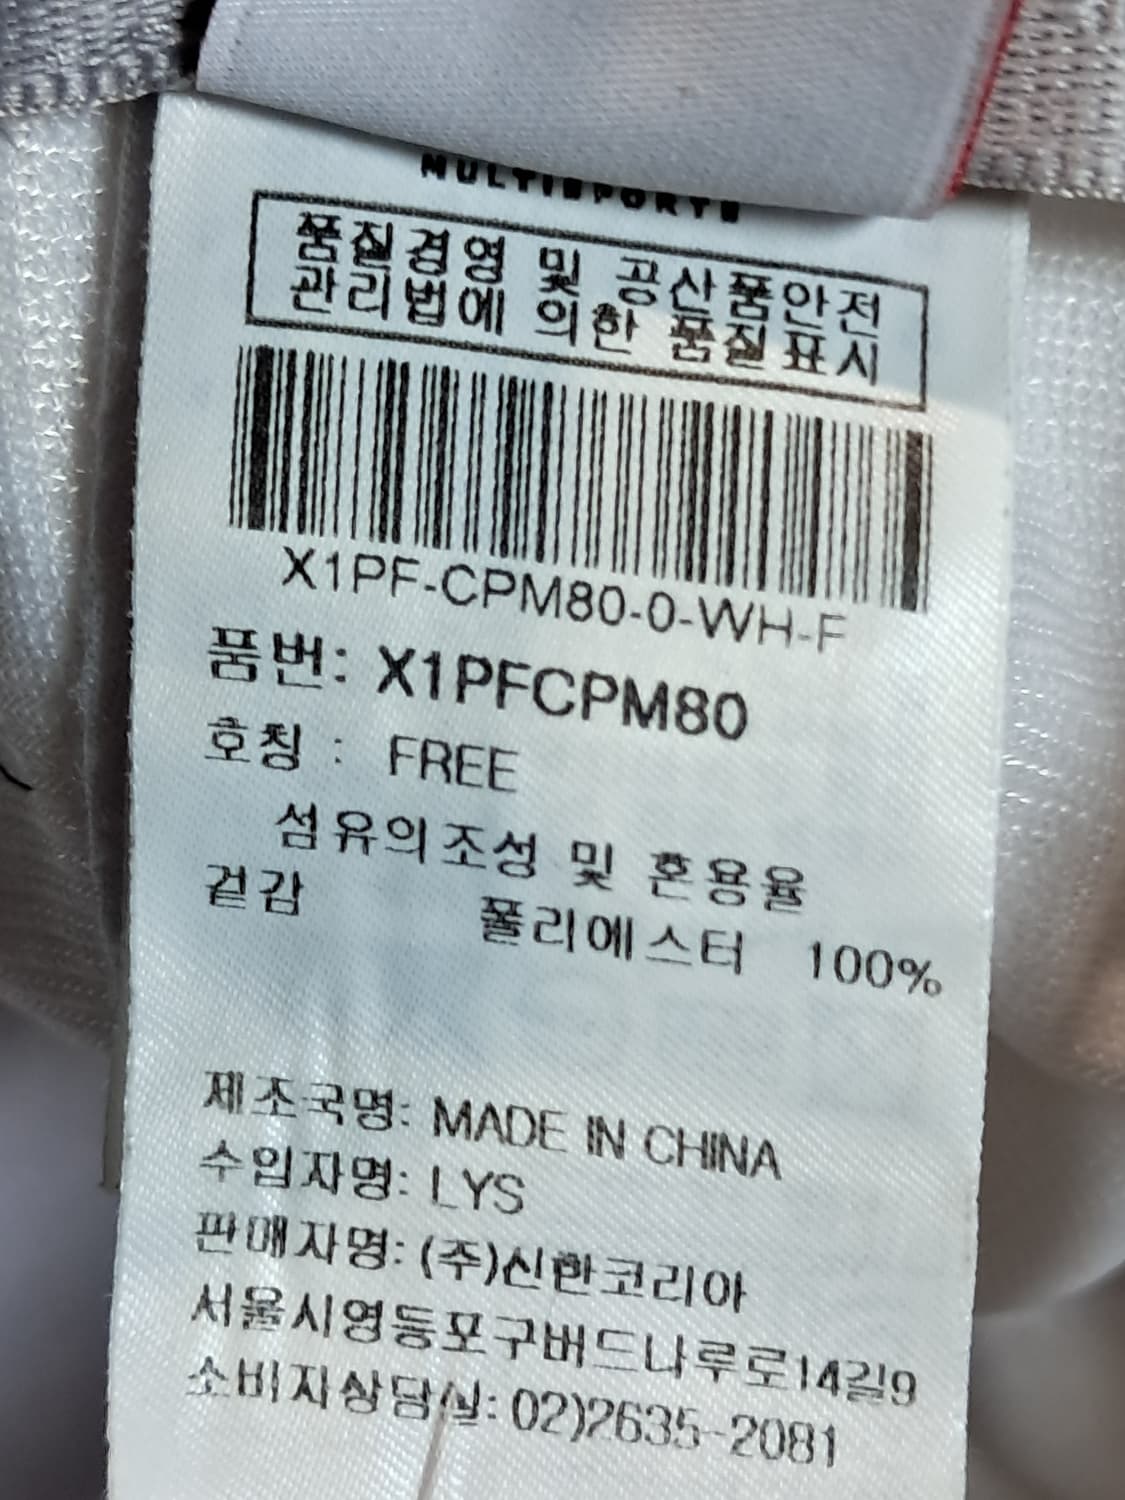 MULTISPORTS
품질경영 및 공산품안전
관리법에 의한 품질표시
X1PF-CPM80-0-WH-F
품번: X1PFCPM80
호칭 : FREE
섬유의조성 및 혼용율
겉감 폴리에스터 100%
제조국명: MADE IN CHINA
수입자명: LYS
판매자명: (주)신한코리아
서울시영등포구버드나루로14길9
소비자상담실: 02)2635-2081